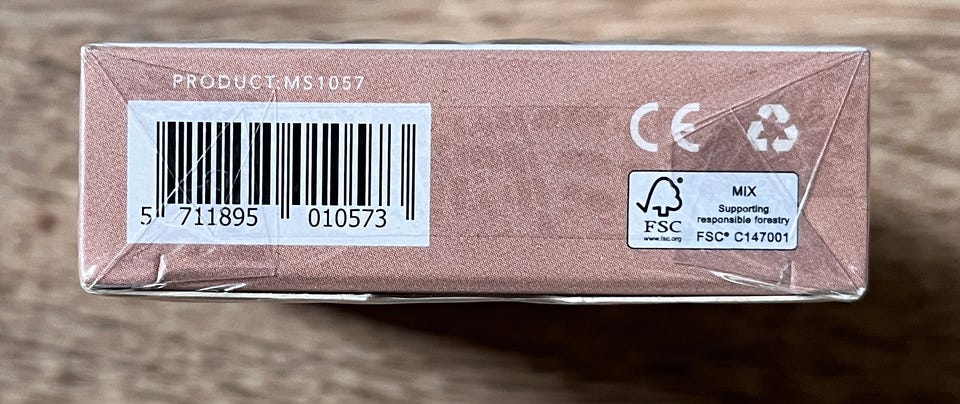 PRODUCT:MS1057
5 711895 010573
CE
FSC
www.fsc.org
MIX
Supporting
responsible forestry
FSC® C147001